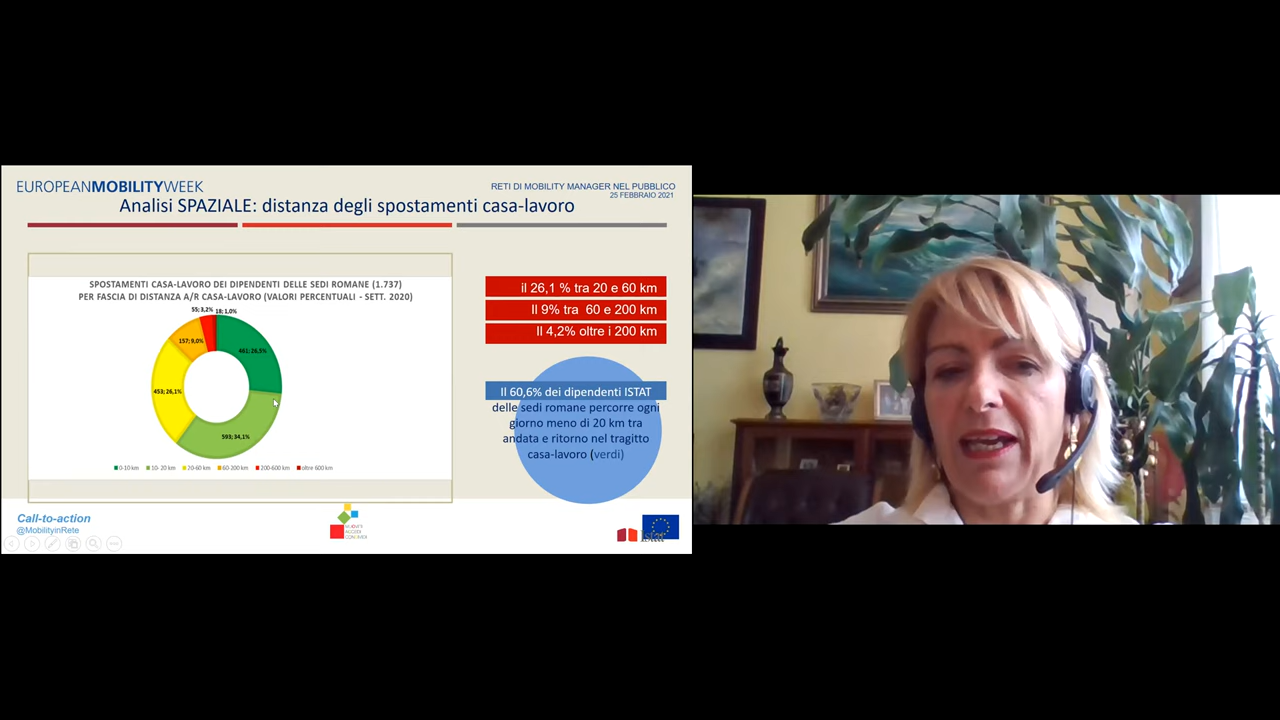 EUROPEANMOBILITYWEEK
RETI DI MOBILITY MANAGER NEL PUBBLICO
25 FEBBRAIO 2021
Analisi SPAZIALE: distanza degli spostamenti casa-lavoro
SPOSTAMENTI CASA-LAVORO DEI DIPENDENTI DELLE SEDI ROMANE (1.737)
PER FASCIA DI DISTANZA A/R CASA-LAVORO (VALORI PERCENTUALI - SETT. 2020)
55; 3,2%
18; 1,0%
157; 9,0%
461; 26,5%
453; 26,1%
593; 34,1%
0-10 km
10- 20 km
20-60 km
60-200 km
200-600 km
oltre 600 km
il 26,1 % tra 20 e 60 km
Il 9% tra 60 e 200 km
Il 4,2% oltre i 200 km
Il 60,6% dei dipendenti ISTAT
delle sedi romane percorre ogni
giorno meno di 20 km tra
andata e ritorno nel tragitto
casa-lavoro (verdi)
Call-to-action
@MobilityinRete
Istat